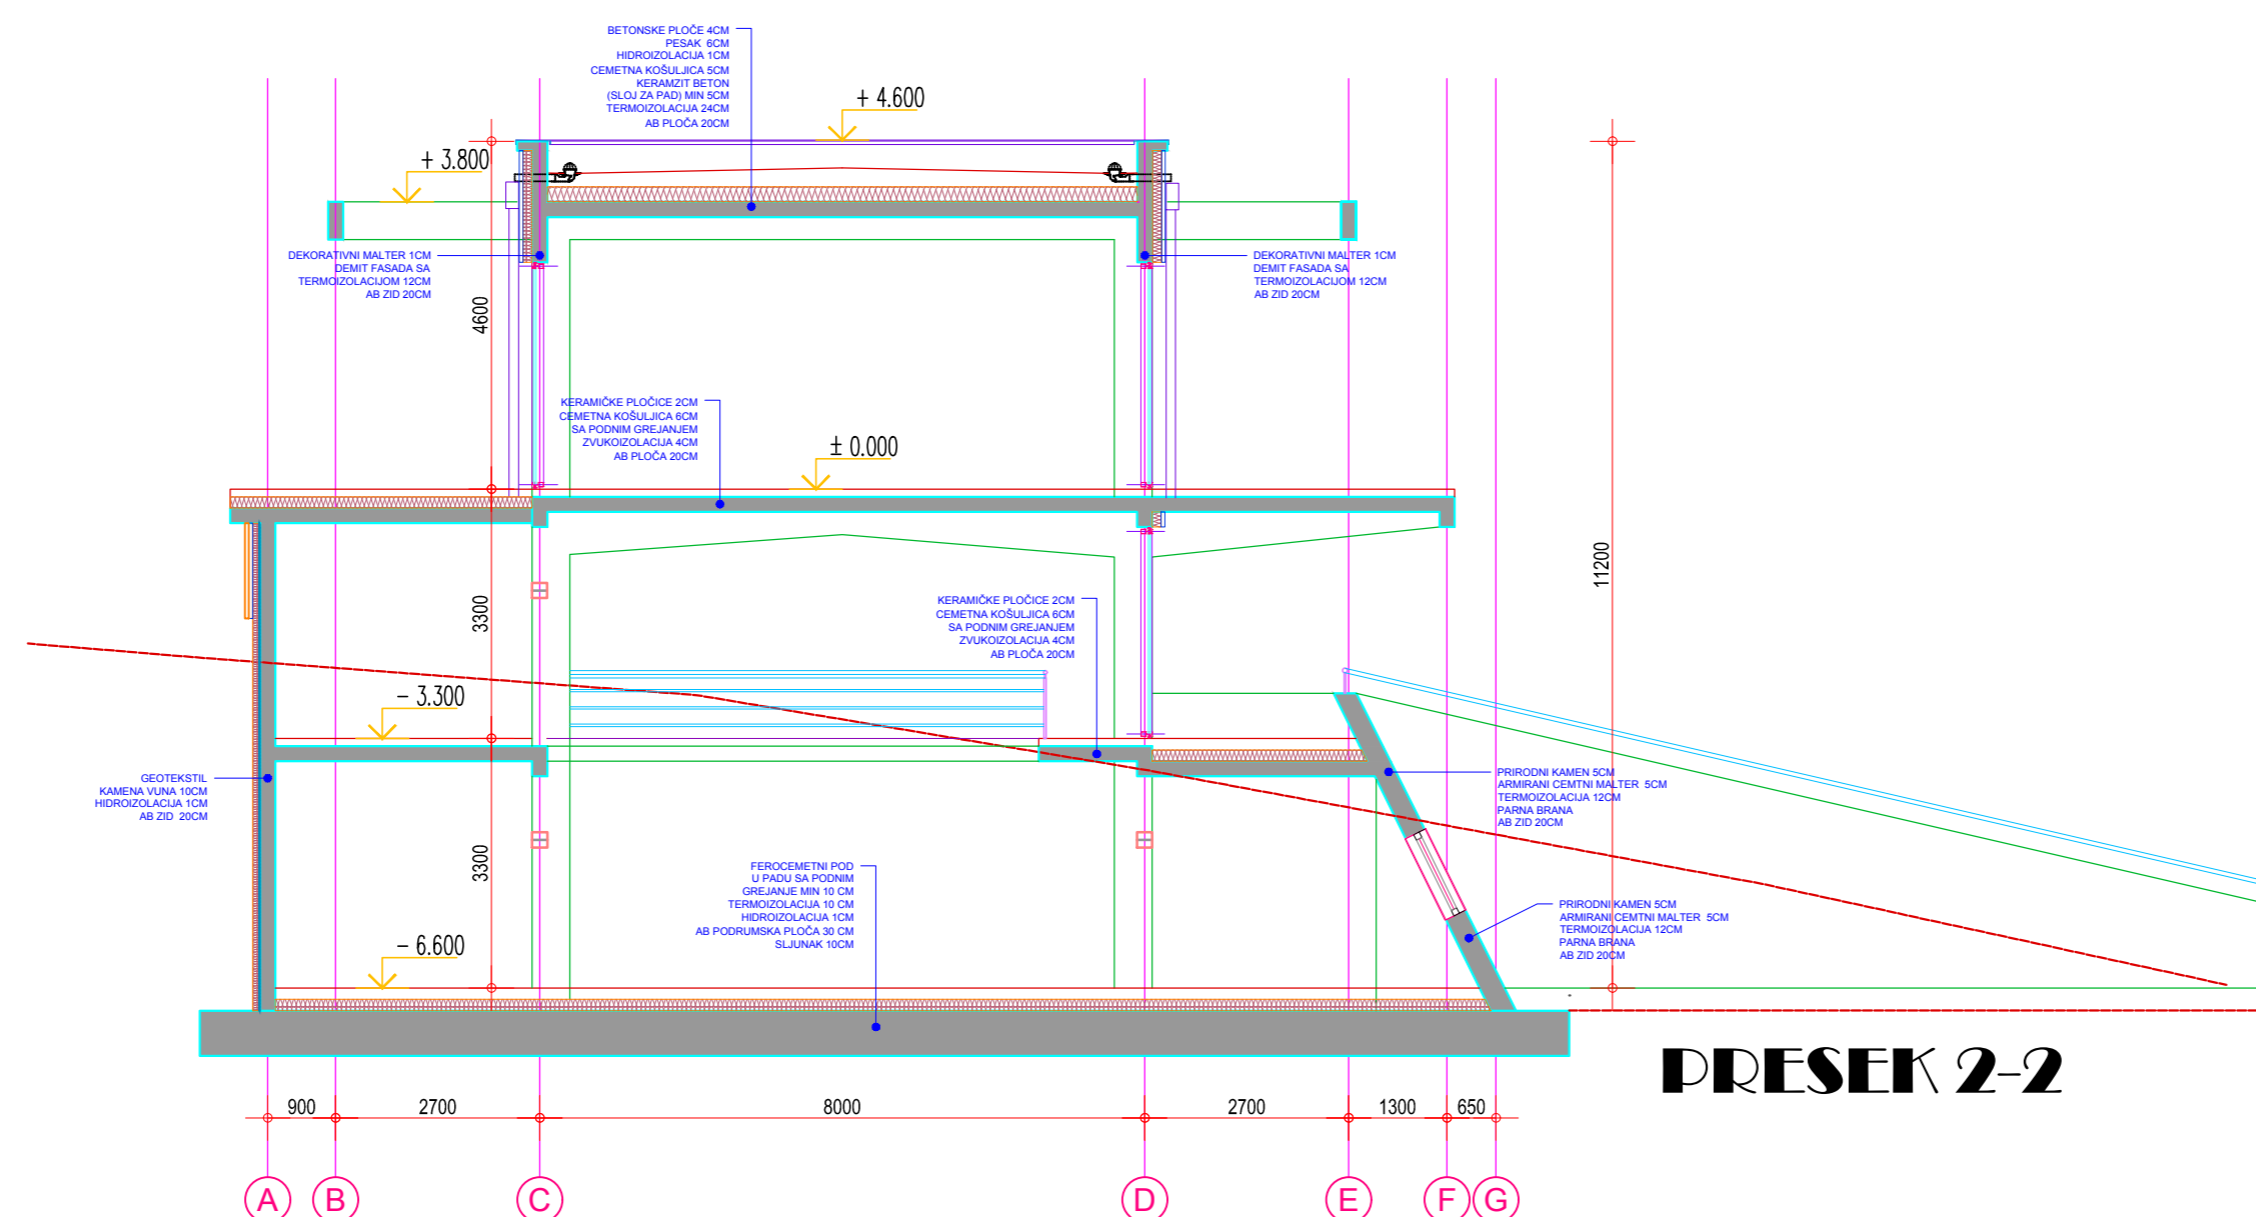 BETONSKE PLOČE 4CM
PESAK 6CM
HIDROIZOLACIJA 1CM
CEMETNA KOŠULJICA 5CM
KERAMZIT BETON
(SLOJ ZA PAD) MIN 5CM
TERMOIZOLACIJA 24CM
AB PLOČA 20CM
+ 4.600
+ 3.800
DEKORATIVNI MALTER 1CM
DEMIT FASADA SA
TERMOIZOLACIJOM 12CM
AB ZID 20CM
DEKORATIVNI MALTER 1CM
DEMIT FASADA SA
TERMOIZOLACIJOM 12CM
AB ZID 20CM
4600
KERAMIČKE PLOČICE 2CM
CEMETNA KOŠULJICA 6CM
SA PODNIM GREJANJEM
ZVUKOIZOLACIJA 4CM
AB PLOČA 20CM
± 0.000
11200
3300
KERAMIČKE PLOČICE 2CM
CEMETNA KOŠULJICA 6CM
SA PODNIM GREJANJEM
ZVUKOIZOLACIJA 4CM
AB PLOČA 20CM
− 3.300
GEOTEKSTIL
KAMENA VUNA 10CM
HIDROIZOLACIJA 1CM
AB ZID 20CM
PRIRODNI KAMEN 5CM
ARMIRANI CEMTNI MALTER 5CM
TERMOIZOLACIJA 12CM
PARNA BRANA
AB ZID 20CM
3300
FEROCEMETNI POD
U PADU SA PODNIM
GREJANJE MIN 10 CM
TERMOIZOLACIJA 10 CM
HIDROIZOLACIJA 1CM
AB PODRUMSKA PLOČA 30 CM
SLJUNAK 10CM
PRIRODNI KAMEN 5CM
ARMIRANI CEMTNI MALTER 5CM
TERMOIZOLACIJA 12CM
PARNA BRANA
AB ZID 20CM
− 6.600
PRESEK 2-2
900 2700 8000 2700 1300 650
A B C D E F G